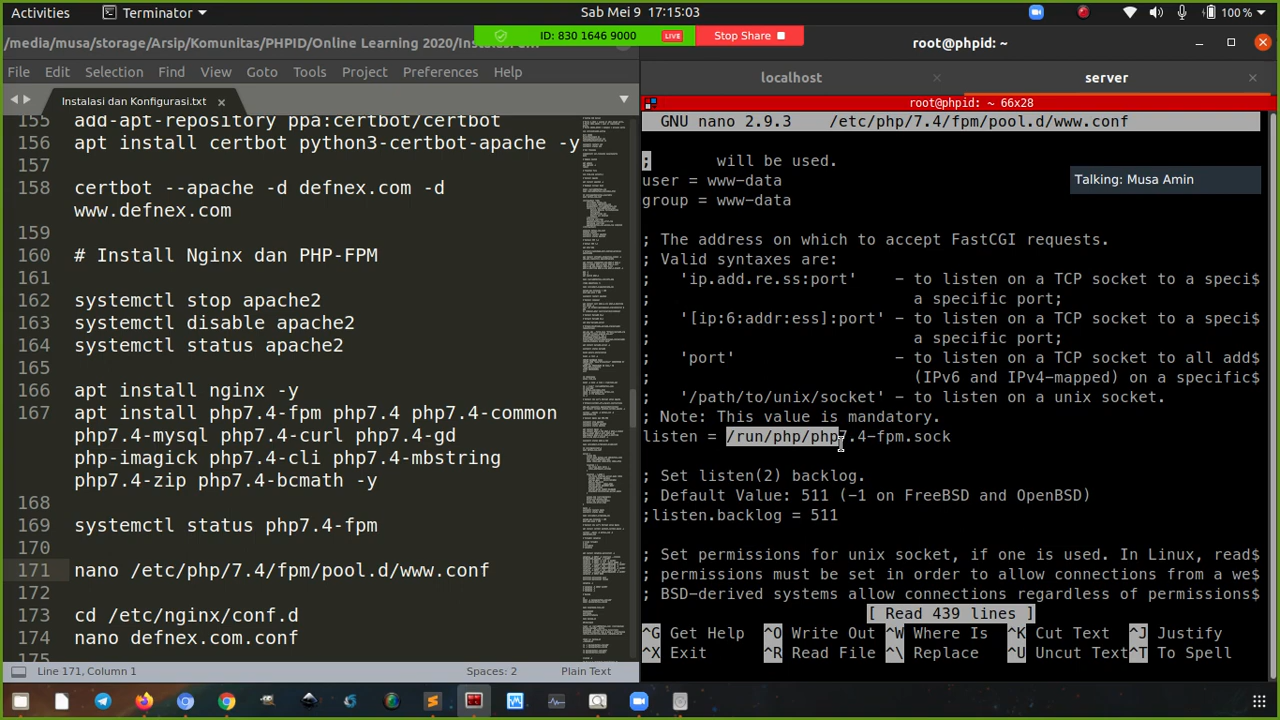 Activities
Terminator
Sab Mei 9 17:15:03
100 %
/media/musa/storage/Arsip/Komunitas/PHPID/Online Learning 2020/
ID: 830 1646 9000
LIVE
Stop Share
root@phpid: ~
File Edit Selection Find View Goto Tools Project Preferences Help
localhost
server
Instalasi dan Konfigurasi.txt
root@phpid: ~ 66x28
155 add-apt-repository ppa:certbot/certbot
156 apt install certbot python3-certbot-apache -y
157
158 certbot --apache -d defnex.com -d
www.defnex.com
159
160 # Install Nginx dan PHP-FPM
161
162 systemctl stop apache2
163 systemctl disable apache2
164 systemctl status apache2
165
166 apt install nginx -y
167 apt install php7.4-fpm php7.4 php7.4-common
php7.4-mysql php7.4-curl php7.4-gd
php-imagick php7.4-cli php7.4-mbstring
php7.4-zip php7.4-bcmath -y
168
169 systemctl status php7.4-fpm
170
171 nano /etc/php/7.4/fpm/pool.d/www.conf
172
173 cd /etc/nginx/conf.d
174 nano defnex.com.conf
175
Line 171, Column 1
Spaces: 2
Plain Text
GNU nano 2.9.3 /etc/php/7.4/fpm/pool.d/www.conf
; will be used.
Talking: Musa Amin
user = www-data
group = www-data
; The address on which to accept FastCGI requests.
; Valid syntaxes are:
; 'ip.add.re.ss:port' - to listen on a TCP socket to a speci$
; a specific port;
; '[ip:6:addr:ess]:port' - to listen on a TCP socket to a speci$
; a specific port;
; 'port' - to listen on a TCP socket to all add$
; (IPv6 and IPv4-mapped) on a specific$
; '/path/to/unix/socket' - to listen on a unix socket.
; Note: This value is mandatory.
listen = /run/php/php7.4-fpm.sock
; Set listen(2) backlog.
; Default Value: 511 (-1 on FreeBSD and OpenBSD)
;listen.backlog = 511
; Set permissions for unix socket, if one is used. In Linux, read$
; permissions must be set in order to allow connections from a we$
; BSD-derived systems allow connections regardless of permissions$
[ Read 439 lines ]
^G Get Help ^O Write Out ^W Where Is ^K Cut Text ^J Justify
^X Exit ^R Read File ^\ Replace ^U Uncut Text ^T To Spell